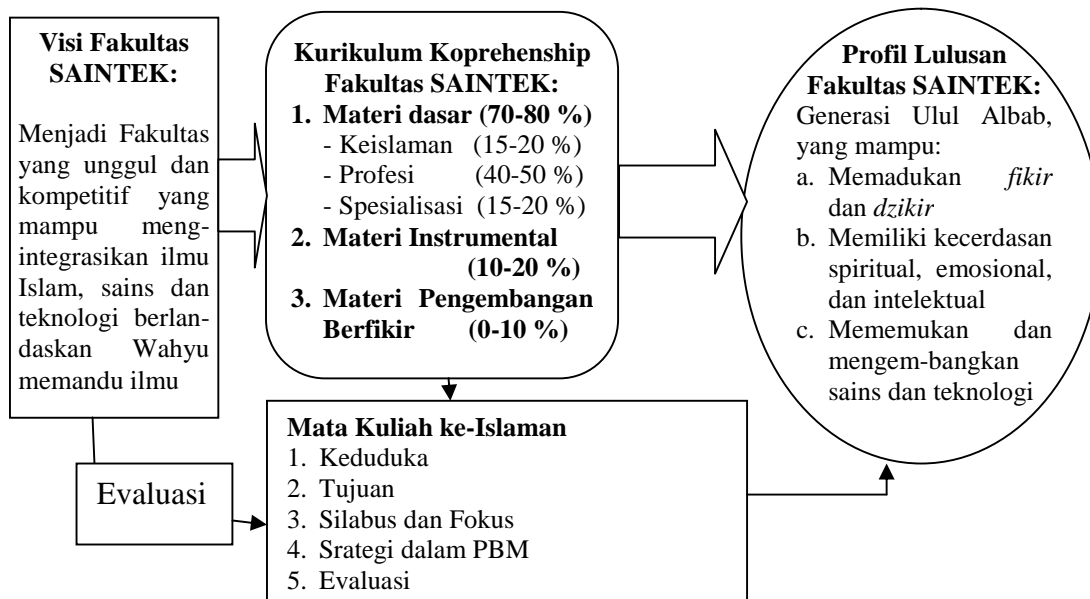 Visi Fakultas
SAINTEK:
Menjadi Fakultas
yang unggul dan
kompetitif yang
mampu meng-
integrasikan ilmu
Islam, sains dan
teknologi berlan-
daskan Wahyu
memandu ilmu
Kurikulum Koprehenship
Fakultas SAINTEK:
1. Materi dasar (70-80 %)
- Keislaman (15-20 %)
- Profesi (40-50 %)
- Spesialisasi (15-20 %)
2. Materi Instrumental
(10-20 %)
3. Materi Pengembangan
Berfikir (0-10 %)
Profil Lulusan
Fakultas SAINTEK:
Generasi Ulul Albab,
yang mampu:
a. Memadukan fikir
dan dzikir
b. Memiliki kecerdasan
spiritual, emosional,
dan intelektual
c. Mememukan dan
mengem-bangkan
sains dan teknologi
Evaluasi
Mata Kuliah ke-Islaman
1. Keduduka
2. Tujuan
3. Silabus dan Fokus
4. Srategi dalam PBM
5. Evaluasi